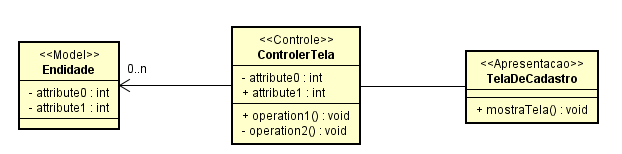 <<Model>>
Endidade
- attribute0 : int
- attribute1 : int
0..n
<<Controle>>
ControlerTela
- attribute0 : int
+ attribute1 : int
+ operation1() : void
- operation2() : void
<<Apresentacao>>
TelaDeCadastro
+ mostraTela() : void